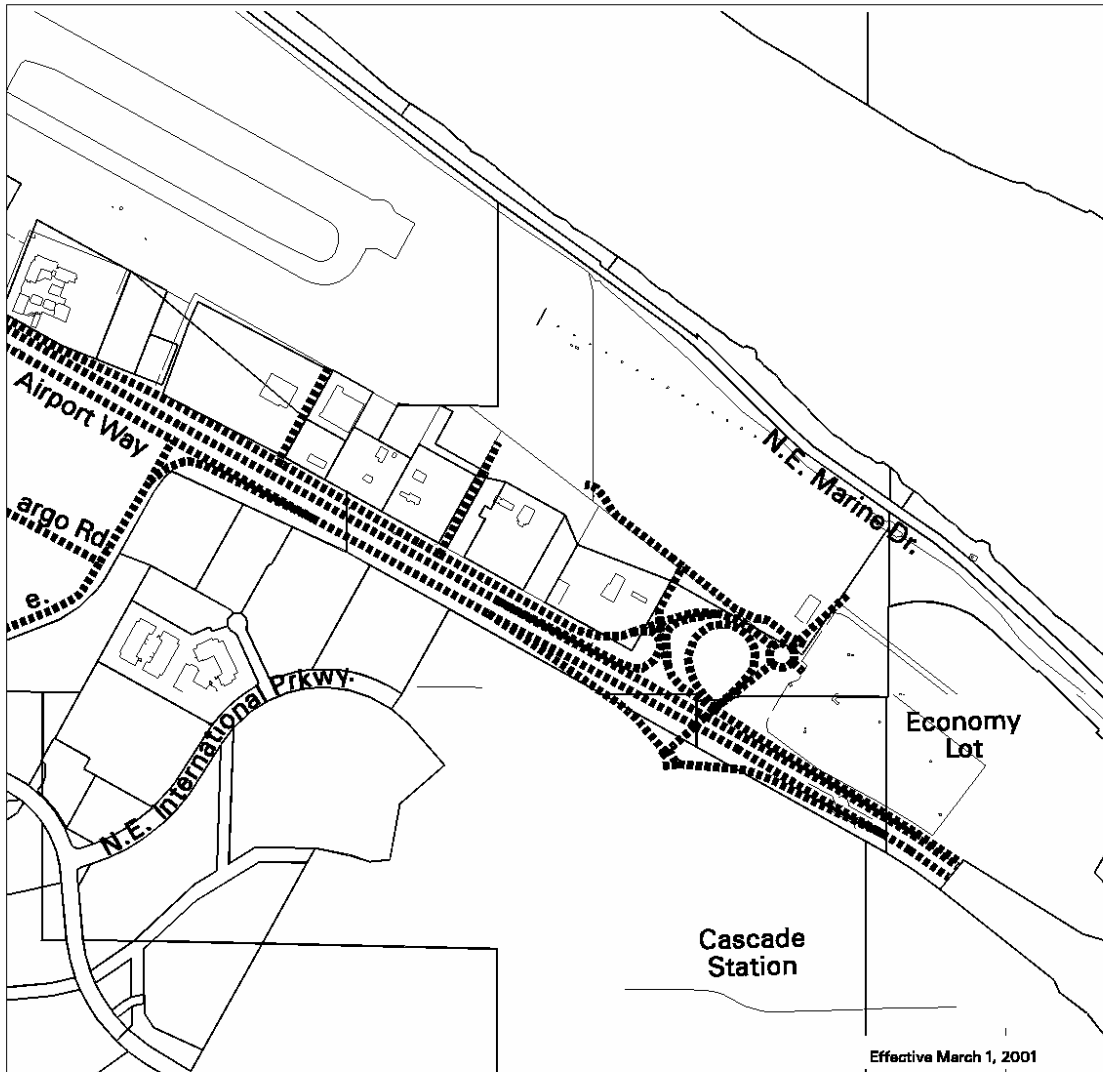 N.E. Marine Dr.
Airport Way
argo Rd.
e.
N.E. International Prkwy.
Economy
Lot
Cascade
Station
Effective March 1, 2001